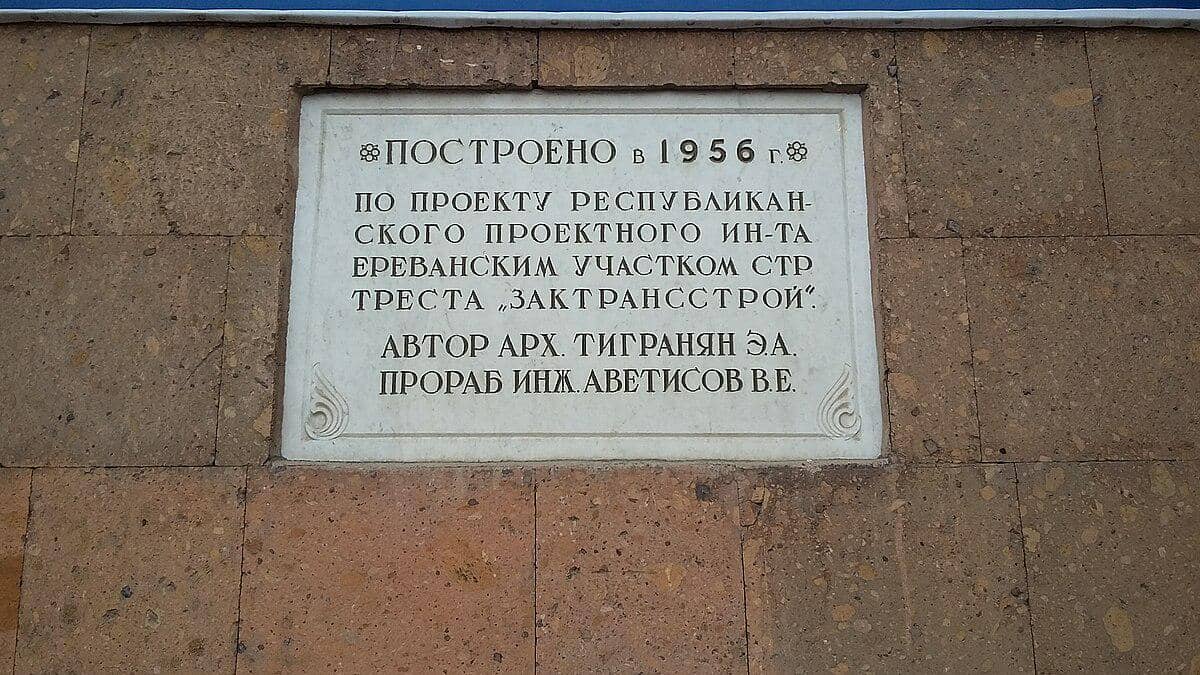 ПОСТРОЕНО в 1956 г.
ПО ПРОЕКТУ РЕСПУБЛИКАН-
СКОГО ПРОЕКТНОГО ИН-ТА
ЕРЕВАНСКИМ УЧАСТКОМ СТР
ТРЕСТА „ЗАКТРАНССТРОЙ".
АВТОР АРХ. ТИГРАНЯН Э.А.
ПРОРАБ ИНЖ. АВЕТИСОВ В.Е.